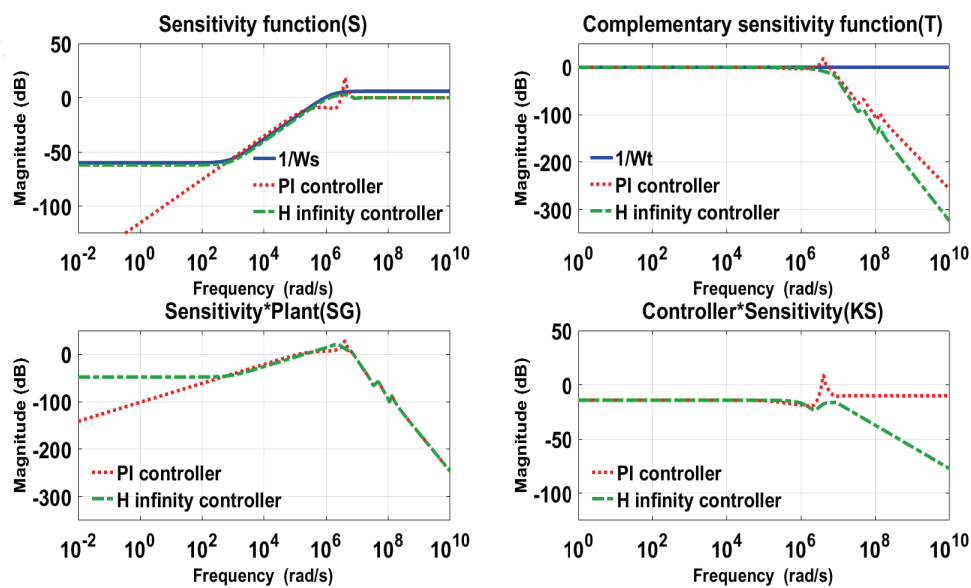 Sensitivity function(S)
Magnitude (dB)
50
0
-50
-100
1/Ws
PI controller
H infinity controller
10^-2 10^0 10^2 10^4 10^6 10^8 10^10
Frequency (rad/s)
Complementary sensitivity function(T)
Magnitude (dB)
0
-100
-200
-300
1/Wt
PI controller
H infinity controller
10^0 10^2 10^4 10^6 10^8 10^10
Frequency (rad/s)
Sensitivity*Plant(SG)
Magnitude (dB)
0
-100
-200
-300
PI controller
H infinity controller
10^-2 10^0 10^2 10^4 10^6 10^8 10^10
Frequency (rad/s)
Controller*Sensitivity(KS)
Magnitude (dB)
50
0
-50
-100
PI controller
H infinity controller
10^0 10^2 10^4 10^6 10^8 10^10
Frequency (rad/s)